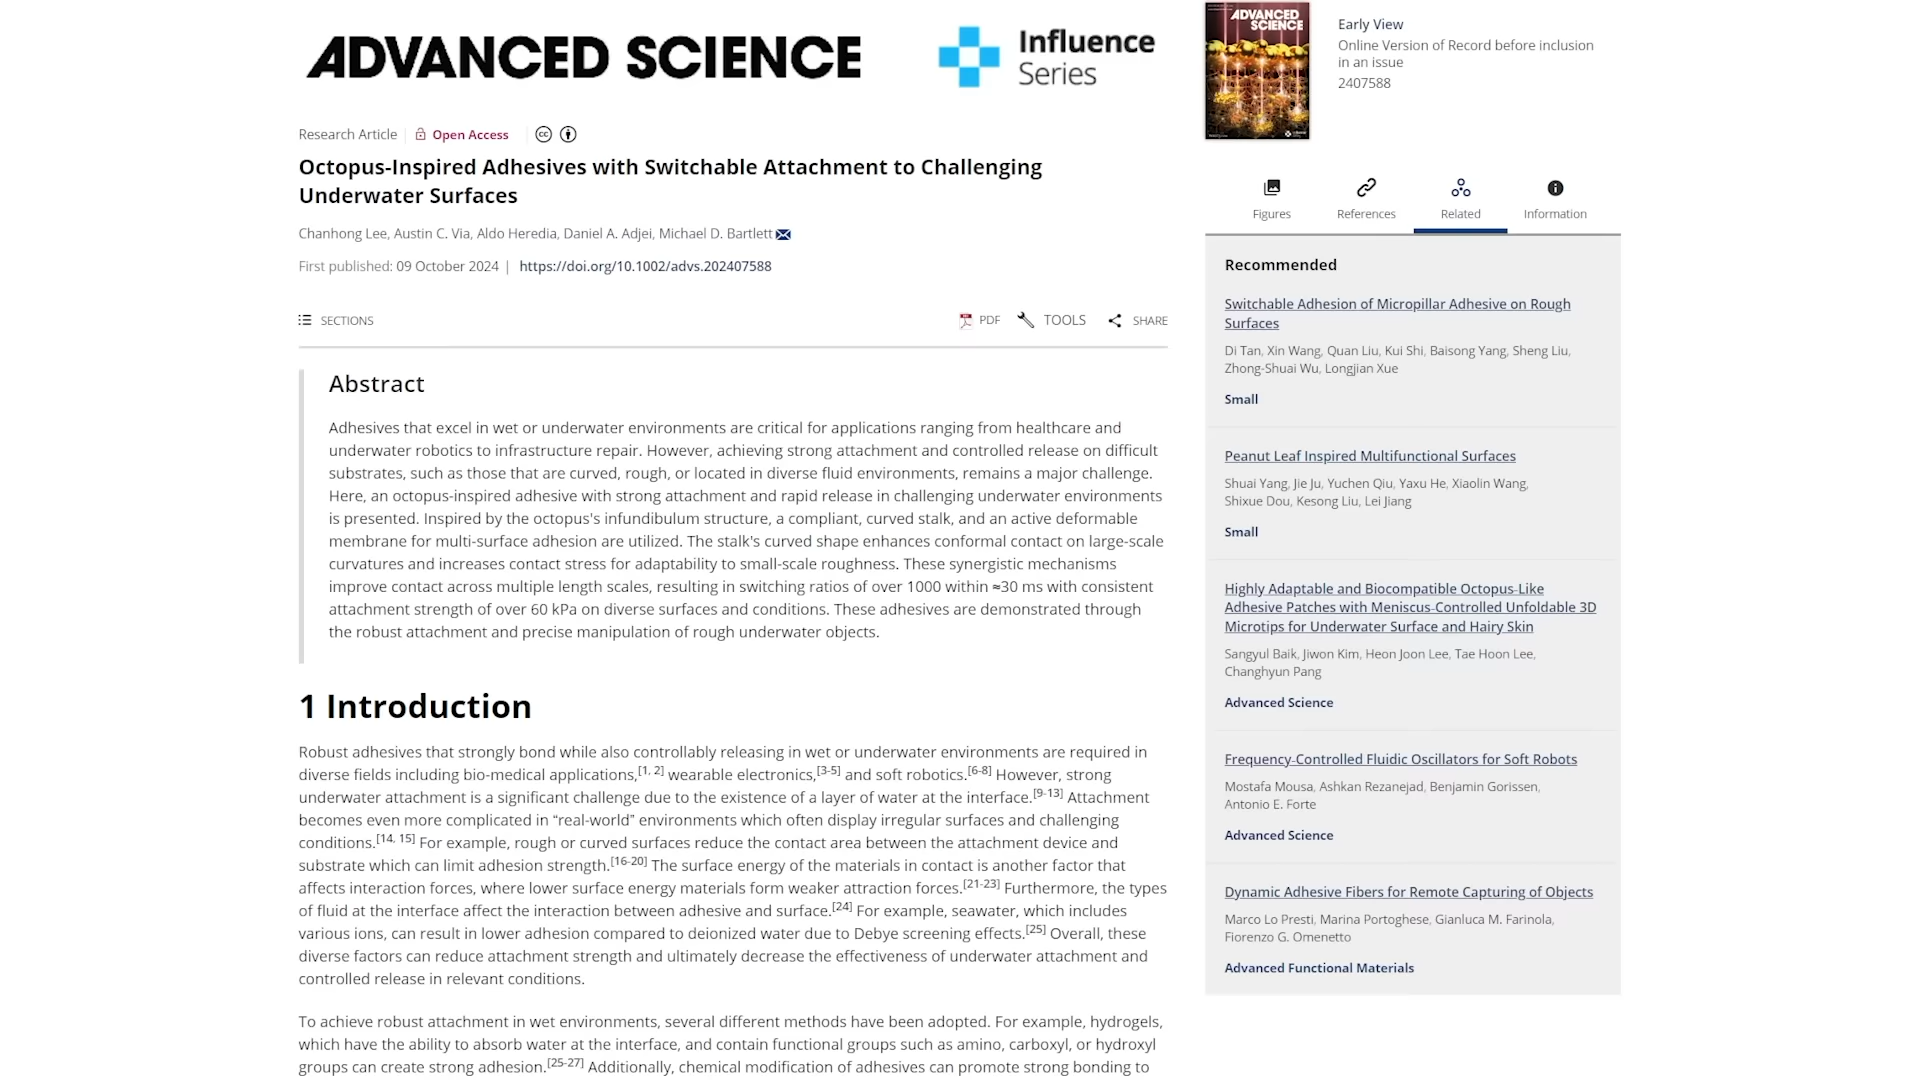 ADVANCED SCIENCE
Influence
Series
Research Article
Open Access
Octopus-Inspired Adhesives with Switchable Attachment to Challenging
Underwater Surfaces
Chanhong Lee, Austin C. Via, Aldo Heredia, Daniel A. Adjei, Michael D. Bartlett
First published: 09 October 2024 | https://doi.org/10.1002/advs.202407588
SECTIONS
PDF
TOOLS
SHARE
Abstract
Adhesives that excel in wet or underwater environments are critical for applications ranging from healthcare and
underwater robotics to infrastructure repair. However, achieving strong attachment and controlled release on difficult
substrates, such as those that are curved, rough, or located in diverse fluid environments, remains a major challenge.
Here, an octopus-inspired adhesive with strong attachment and rapid release in challenging underwater environments
is presented. Inspired by the octopus's infundibulum structure, a compliant, curved stalk, and an active deformable
membrane for multi-surface adhesion are utilized. The stalk's curved shape enhances conformal contact on large-scale
curvatures and increases contact stress for adaptability to small-scale roughness. These synergistic mechanisms
improve contact across multiple length scales, resulting in switching ratios of over 1000 within ≈30 ms with consistent
attachment strength of over 60 kPa on diverse surfaces and conditions. These adhesives are demonstrated through
the robust attachment and precise manipulation of rough underwater objects.
1 Introduction
Robust adhesives that strongly bond while also controllably releasing in wet or underwater environments are required in
diverse fields including bio-medical applications,[1, 2] wearable electronics,[3-5] and soft robotics.[6-8] However, strong
underwater attachment is a significant challenge due to the existence of a layer of water at the interface.[9-13] Attachment
becomes even more complicated in “real-world” environments which often display irregular surfaces and challenging
conditions.[14, 15] For example, rough or curved surfaces reduce the contact area between the attachment device and
substrate which can limit adhesion strength.[16-20] The surface energy of the materials in contact is another factor that
affects interaction forces, where lower surface energy materials form weaker attraction forces.[21-23] Furthermore, the types
of fluid at the interface affect the interaction between adhesive and surface.[24] For example, seawater, which includes
various ions, can result in lower adhesion compared to deionized water due to Debye screening effects.[25] Overall, these
diverse factors can reduce attachment strength and ultimately decrease the effectiveness of underwater attachment and
controlled release in relevant conditions.
To achieve robust attachment in wet environments, several different methods have been adopted. For example, hydrogels,
which have the ability to absorb water at the interface, and contain functional groups such as amino, carboxyl, or hydroxyl
groups can create strong adhesion.[25-27] Additionally, chemical modification of adhesives can promote strong bonding to
ADVANCED
SCIENCE
Early View
Online Version of Record before inclusion
in an issue
2407588
Figures
References
Related
Information
Recommended
Switchable Adhesion of Micropillar Adhesive on Rough
Surfaces
Di Tan, Xin Wang, Quan Liu, Kui Shi, Baisong Yang, Sheng Liu,
Zhong-Shuai Wu, Longjian Xue
Small
Peanut Leaf Inspired Multifunctional Surfaces
Shuai Yang, Jie Ju, Yuchen Qiu, Yaxu He, Xiaolin Wang,
Shixue Dou, Kesong Liu, Lei Jiang
Small
Highly Adaptable and Biocompatible Octopus-Like
Adhesive Patches with Meniscus-Controlled Unfoldable 3D
Microtips for Underwater Surface and Hairy Skin
Sangyul Baik, Jiwon Kim, Heon Joon Lee, Tae Hoon Lee,
Changhyun Pang
Advanced Science
Frequency-Controlled Fluidic Oscillators for Soft Robots
Mostafa Mousa, Ashkan Rezanejad, Benjamin Gorissen,
Antonio E. Forte
Advanced Science
Dynamic Adhesive Fibers for Remote Capturing of Objects
Marco Lo Presti, Marina Portoghese, Gianluca M. Farinola,
Fiorenzo G. Omenetto
Advanced Functional Materials